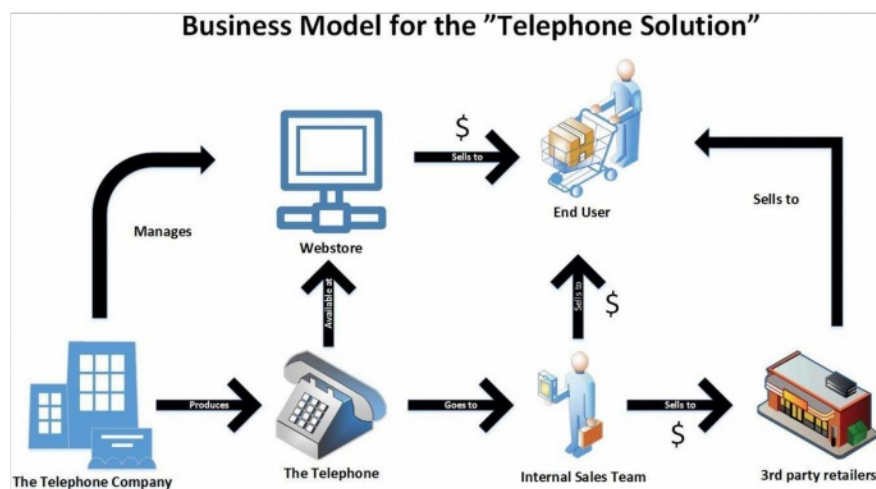 Business Model for the ”Telephone Solution”
$
Sells to
End User
Sells to
Manages
Webstore
Available at
Sells to
$
Produces
Goes to
Sells to
$
The Telephone Company
The Telephone
Internal Sales Team
3rd party retailers